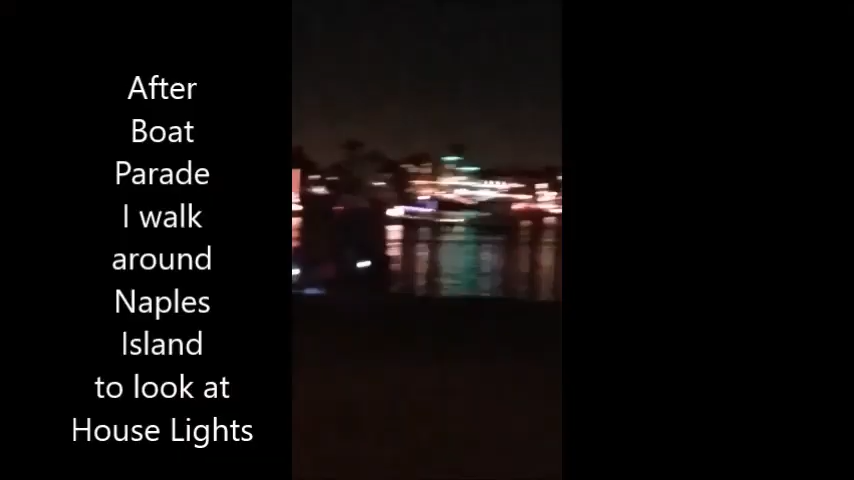 After
Boat
Parade
I walk
around
Naples
Island
to look at
House Lights